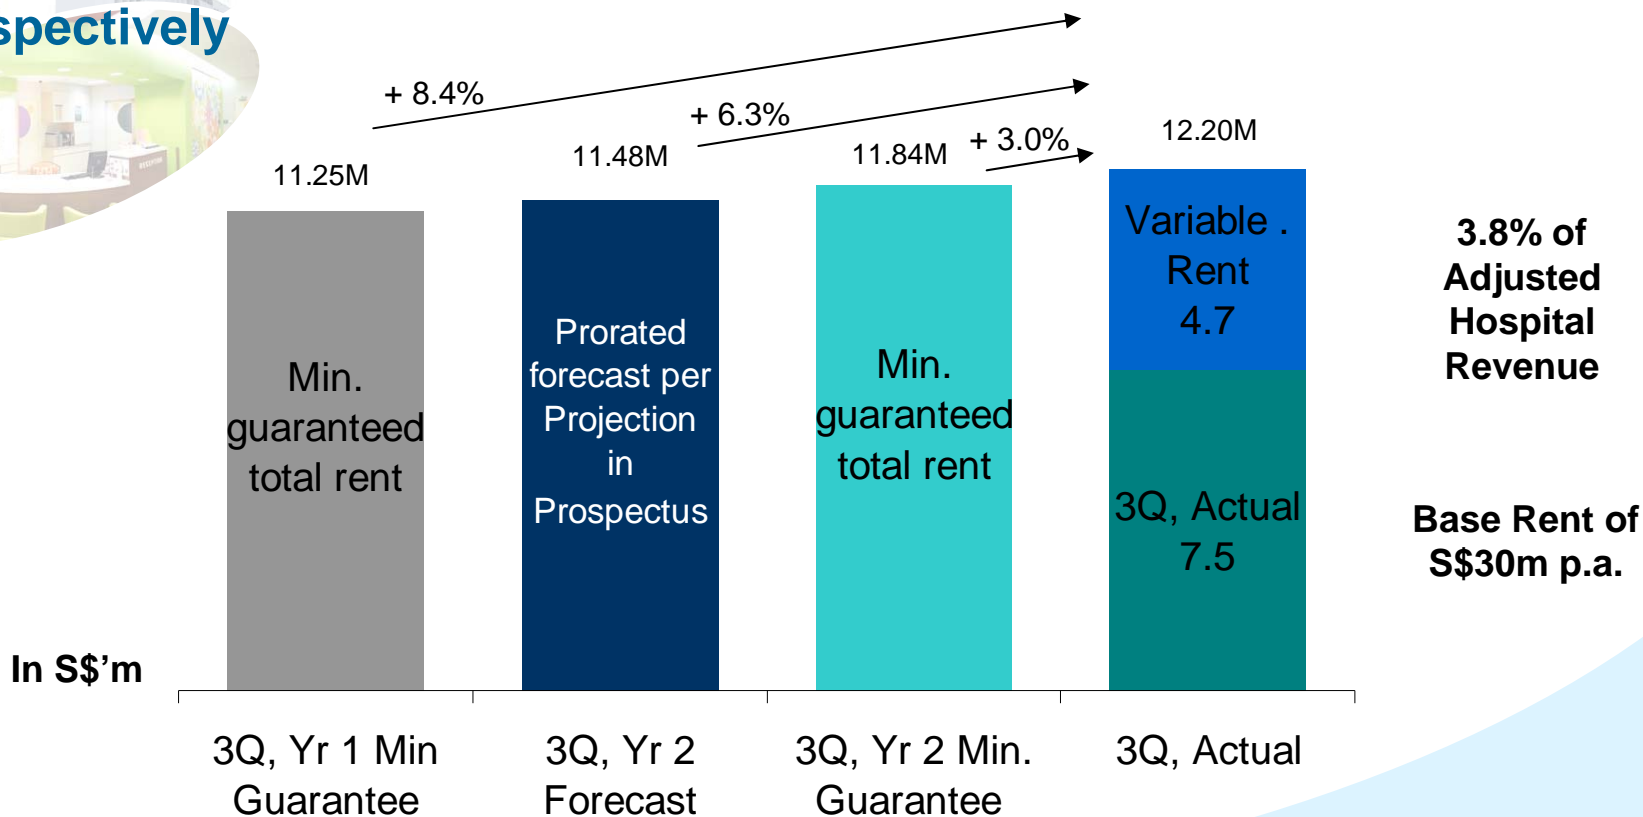 spectively
+ 8.4%
+ 6.3%
+ 3.0%
11.25M
11.48M
11.84M
12.20M
Min.
guaranteed
total rent
Prorated
forecast per
Projection
in
Prospectus
Min.
guaranteed
total rent
Variable .
Rent
4.7
3Q, Actual
7.5
3.8% of
Adjusted
Hospital
Revenue
Base Rent of
S$30m p.a.
In S$’m
3Q, Yr 1 Min
Guarantee
3Q, Yr 2
Forecast
3Q, Yr 2 Min.
Guarantee
3Q, Actual